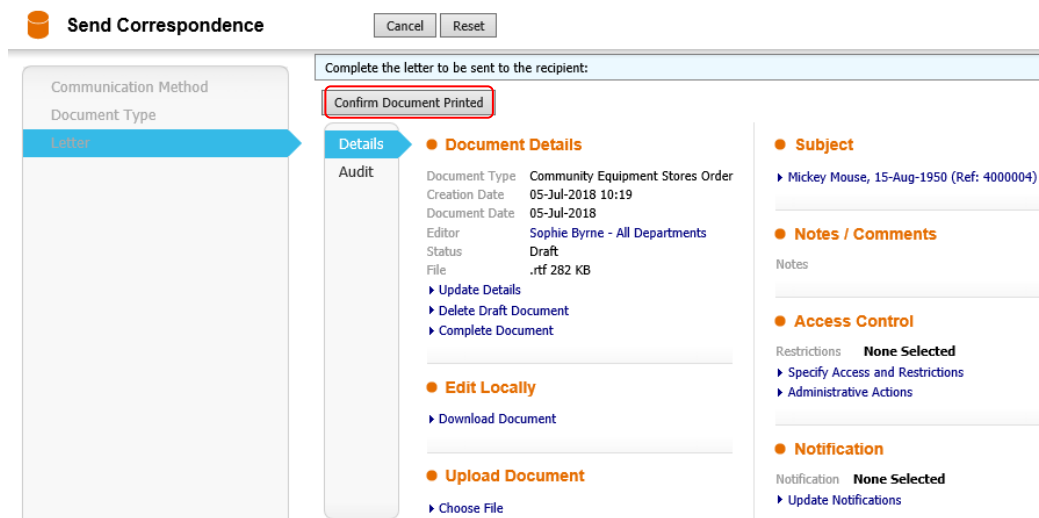 Send Correspondence
Cancel
Reset
Communication Method
Document Type
Letter
Complete the letter to be sent to the recipient:
Confirm Document Printed
Details
Audit
Document Details
Document Type Community Equipment Stores Order
Creation Date 05-Jul-2018 10:19
Document Date 05-Jul-2018
Editor Sophie Byrne - All Departments
Status Draft
File .rtf 282 KB
Update Details
Delete Draft Document
Complete Document
Edit Locally
Download Document
Upload Document
Choose File
Subject
Mickey Mouse, 15-Aug-1950 (Ref: 4000004)
Notes / Comments
Notes
Access Control
Restrictions None Selected
Specify Access and Restrictions
Administrative Actions
Notification
Notification None Selected
Update Notifications